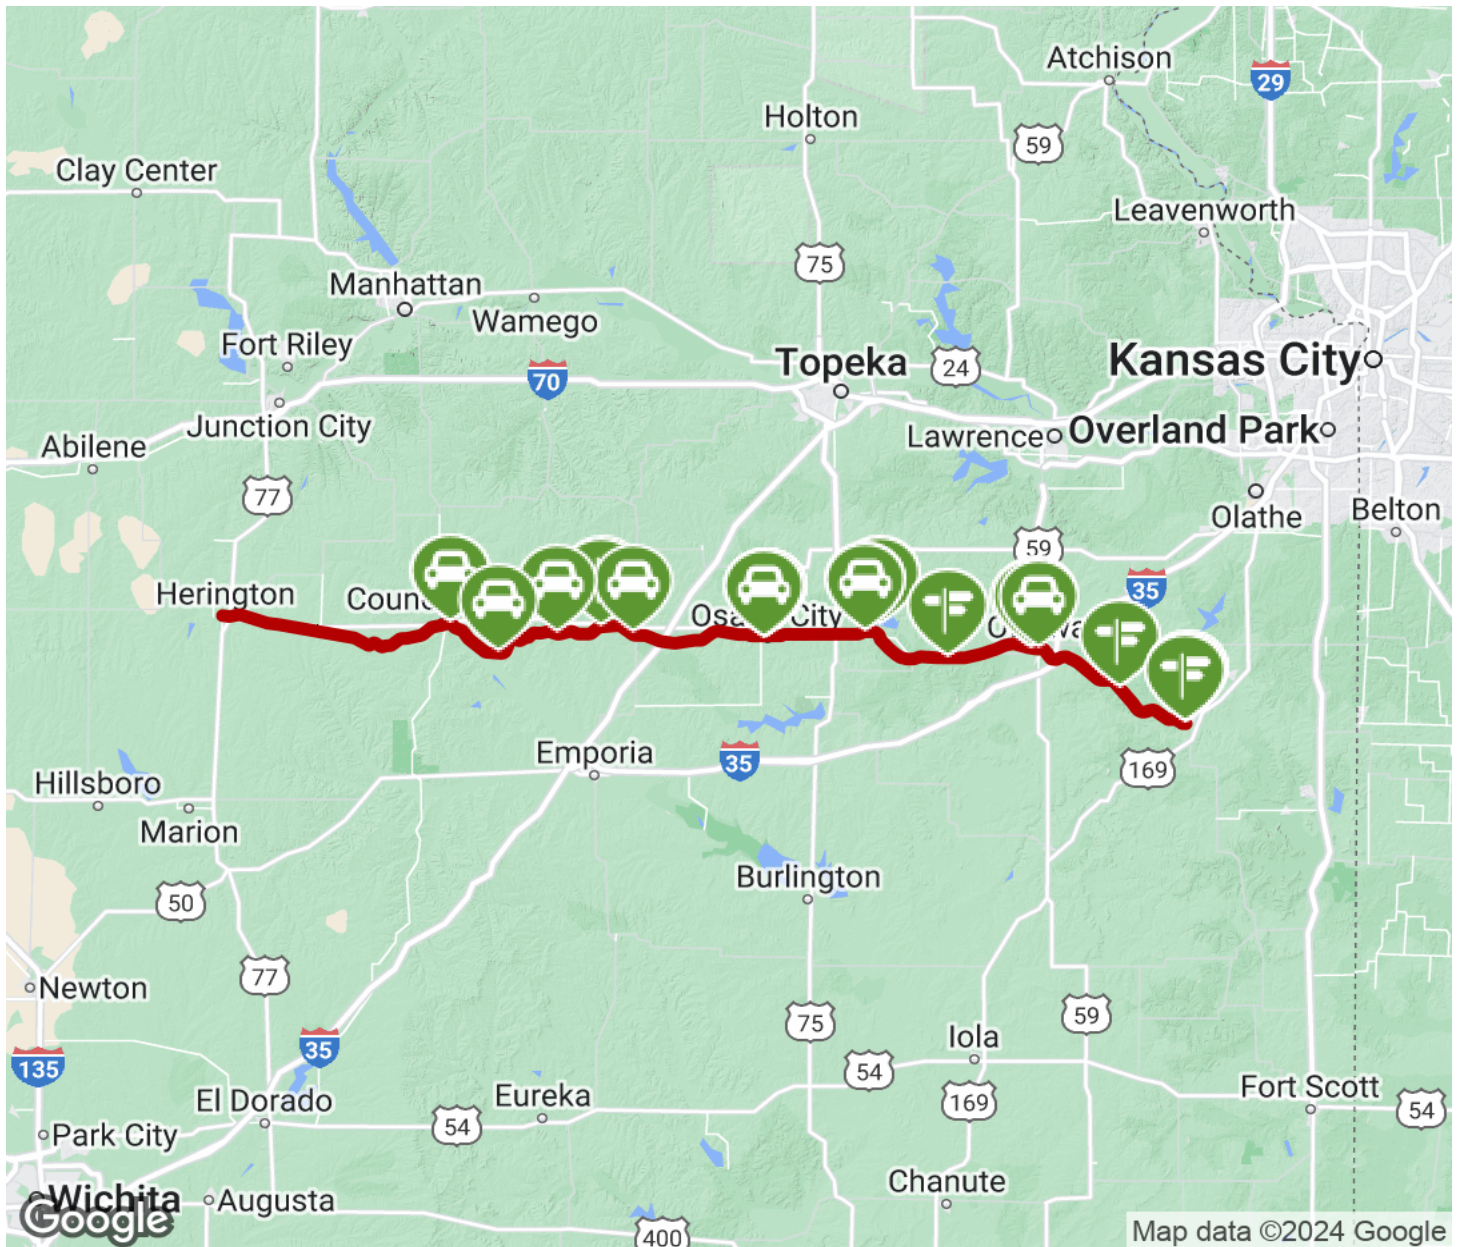 Atchison
29
Holton
59
Clay Center
Leavenworth
75
Manhattan
Wamego
Fort Riley
Topeka
24
Kansas City
70
Junction City
Lawrence
Overland Park
Abilene
77
Olathe
Belton
59
35
Herington
Coun
Osa
City
O
wa
Emporia
35
169
Hillsboro
Marion
Burlington
50
77
Newton
75
59
35
Iola
135
54
Eureka
Fort Scott
El Dorado
169
54
54
Park City
Chanute
Wichita
Augusta
Google
400
Map data ©2024 Google